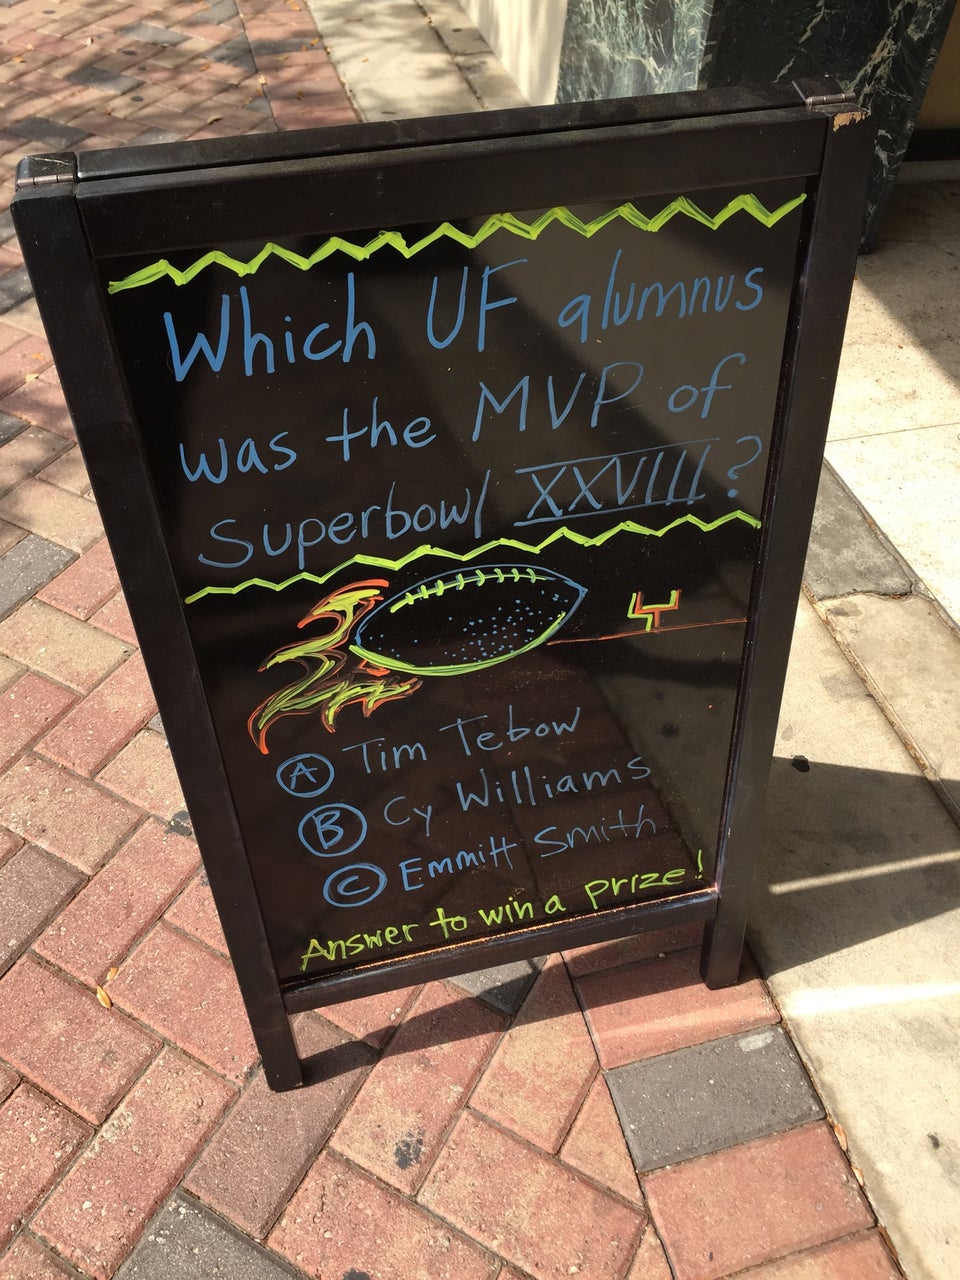 Which UF alumnus
was the MVP of
Superbowl XXVIII?
A Tim Tebow
B Cy Williams
C Emmitt Smith
Answer to win a prize!